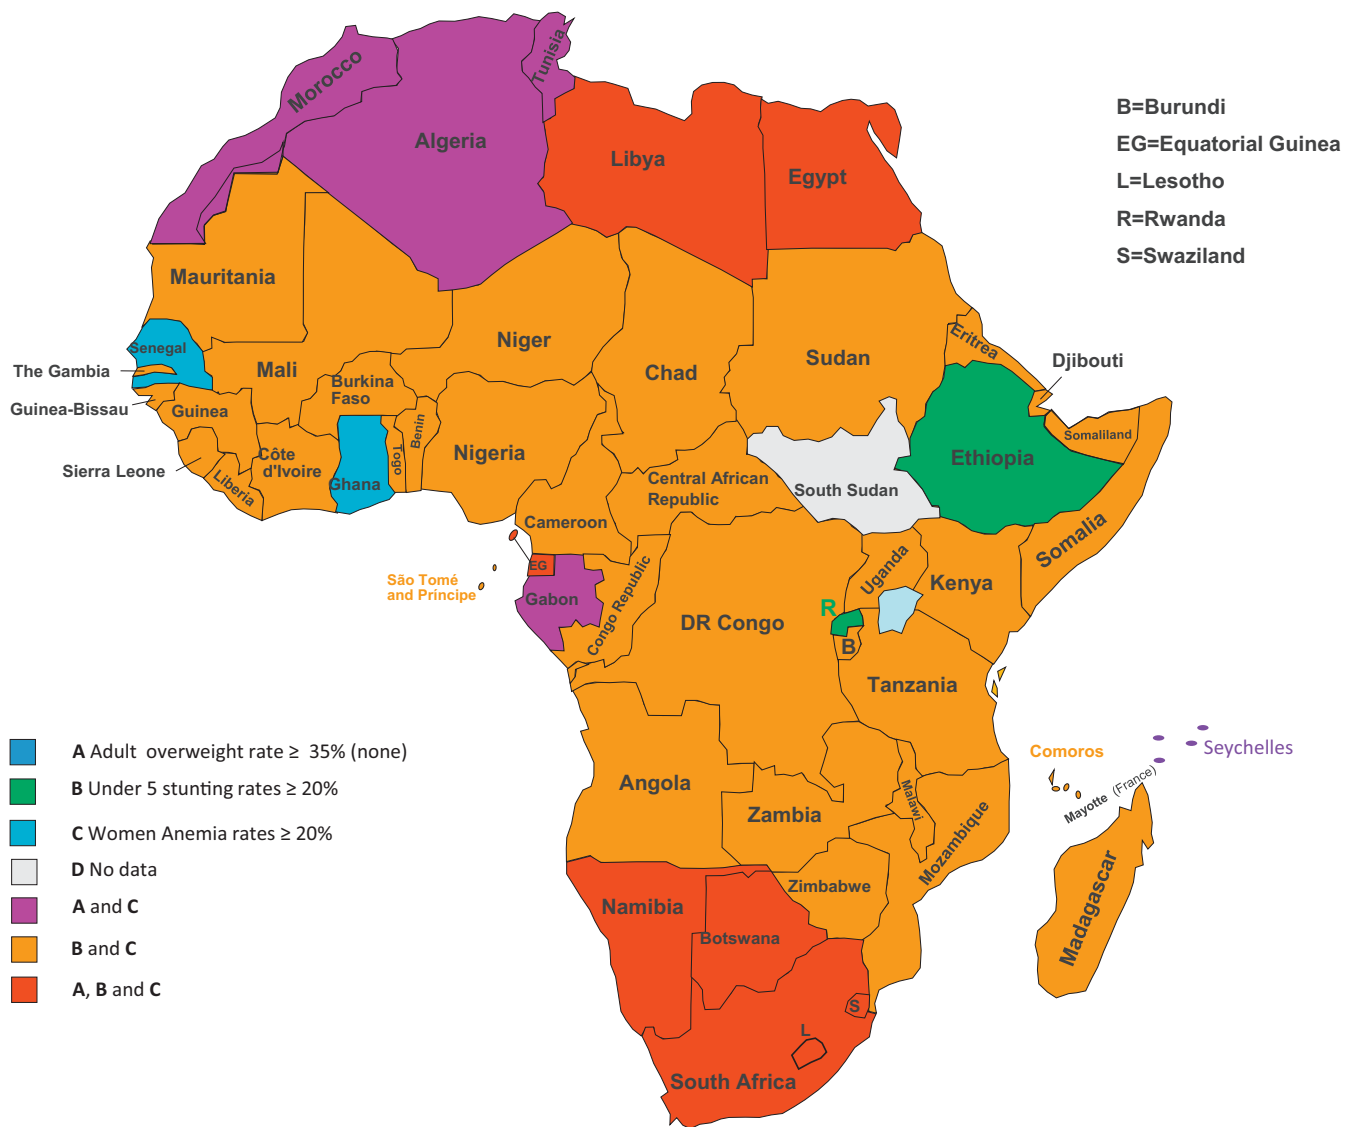 Morocco
Tunisia
Algeria
Libya
Egypt
B=Burundi
EG=Equatorial Guinea
L=Lesotho
R=Rwanda
S=Swaziland
Mauritania
Senegal
The Gambia
Guinea-Bissau
Mali
Niger
Chad
Sudan
Eritrea
Djibouti
Burkina
Faso
Guinea
Sierra Leone
Liberia
Côte
d'Ivoire
Ghana
Togo
Benin
Nigeria
Central African
Republic
South Sudan
Ethiopia
Somaliland
Somalia
Cameroon
EG
São Tomé
and Principe
Gabon
Congo Republic
DR Congo
Uganda
Kenya
R
B
Tanzania
Seychelles
Comoros
Mayotte (France)
Angola
Zambia
Malawi
Mozambique
Madagascar
Zimbabwe
Namibia
Botswana
S
L
South Africa
A Adult overweight rate ≥ 35% (none)
B Under 5 stunting rates ≥ 20%
C Women Anemia rates ≥ 20%
D No data
A and C
B and C
A, B and C